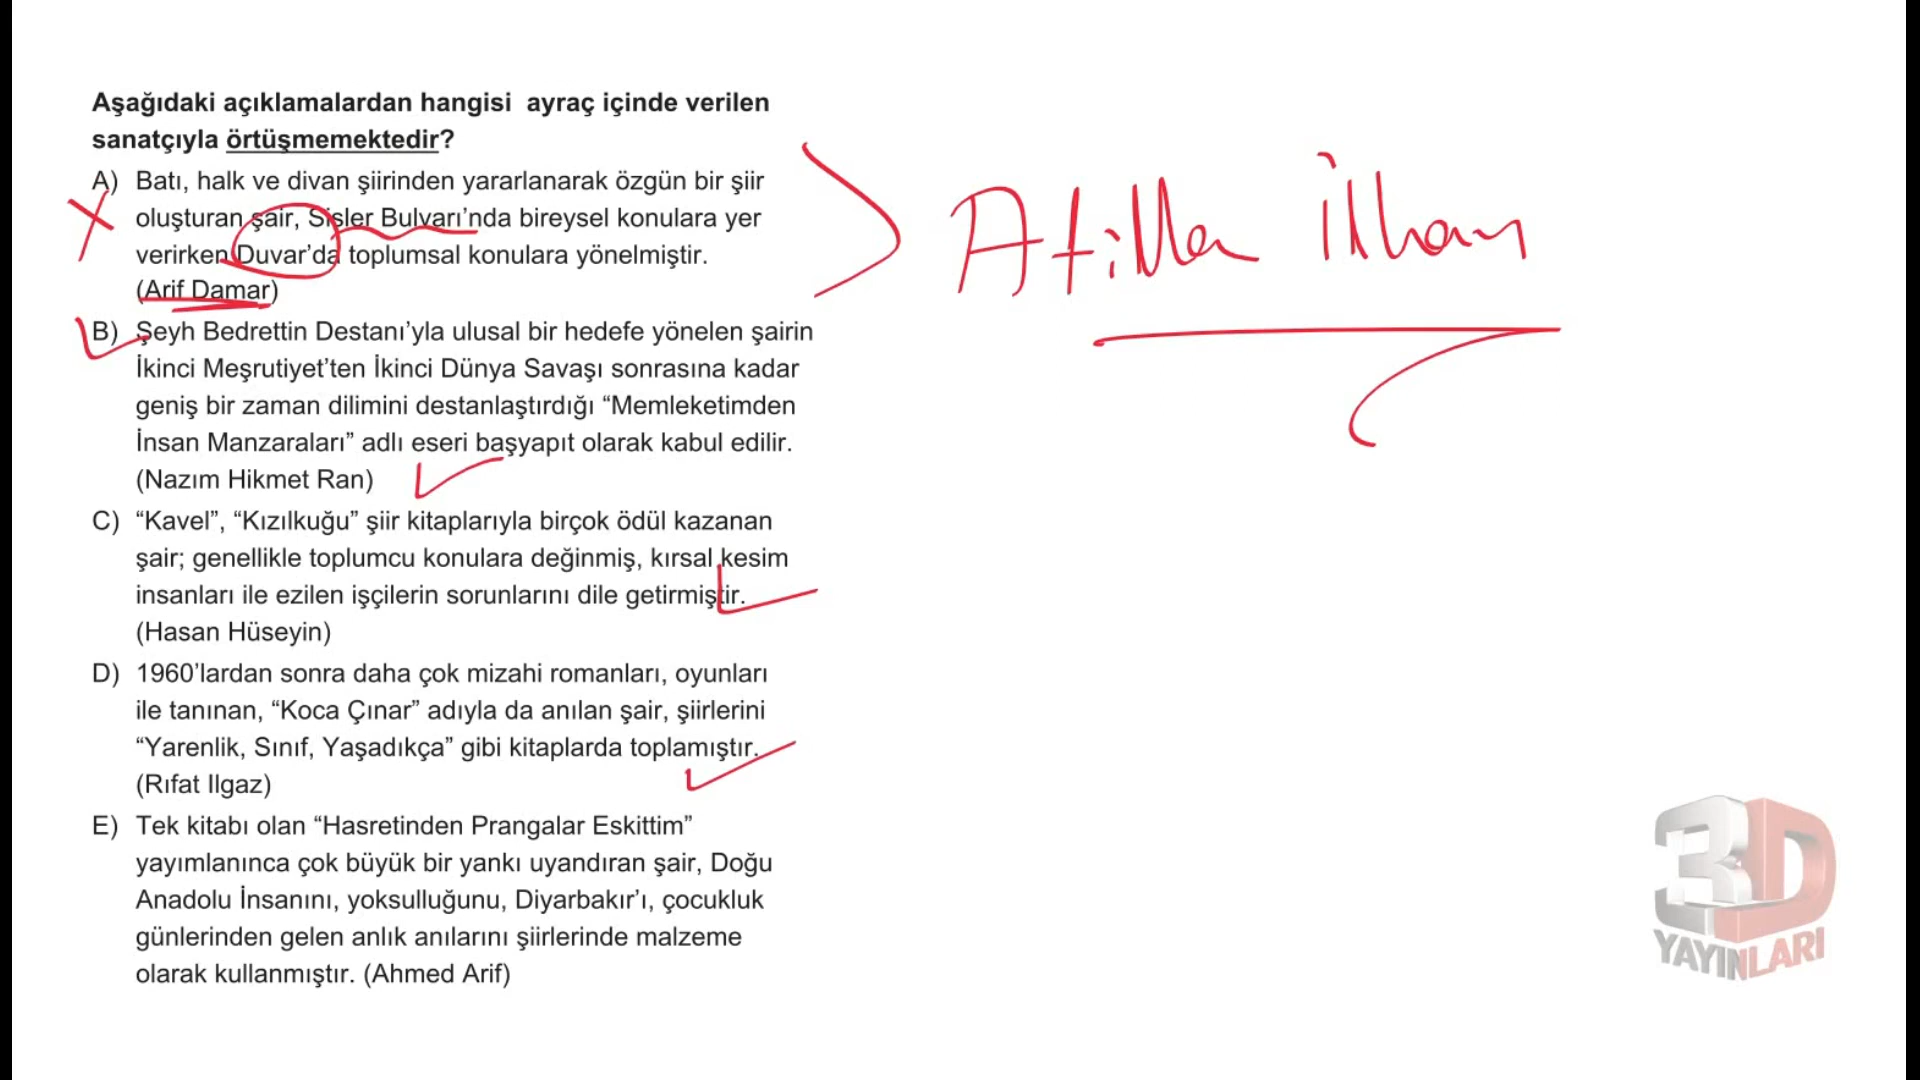 Aşağıdaki açıklamalardan hangisi ayraç içinde verilen
sanatçıyla örtüşmemektedir?
A) Batı, halk ve divan şiirinden yararlanarak özgün bir şiir
oluşturan şair, Sisler Bulvarı’nda bireysel konulara yer
verirken Duvar’da toplumsal konulara yönelmiştir.
(Arif Damar)
Atilla İlhan
B) Şeyh Bedrettin Destanı’yla ulusal bir hedefe yönelen şairin
İkinci Meşrutiyet’ten İkinci Dünya Savaşı sonrasına kadar
geniş bir zaman dilimini destanlaştırdığı “Memleketimden
İnsan Manzaraları” adlı eseri başyapıt olarak kabul edilir.
(Nazım Hikmet Ran)
C) “Kavel”, “Kızılkuğu” şiir kitaplarıyla birçok ödül kazanan
şair; genellikle toplumcu konulara değinmiş, kırsal kesim
insanları ile ezilen işçilerin sorunlarını dile getirmiştir.
(Hasan Hüseyin)
D) 1960’lardan sonra daha çok mizahi romanları, oyunları
ile tanınan, “Koca Çınar” adıyla da anılan şair, şiirlerini
“Yarenlik, Sınıf, Yaşadıkça” gibi kitaplarda toplamıştır.
(Rıfat Ilgaz)
E) Tek kitabı olan “Hasretinden Prangalar Eskittim”
yayımlanınca çok büyük bir yankı uyandıran şair, Doğu
Anadolu İnsanını, yoksulluğunu, Diyarbakır’ı, çocukluk
günlerinden gelen anlık anılarını şiirlerinde malzeme
olarak kullanmıştır. (Ahmed Arif)
3D
YAYINLARI